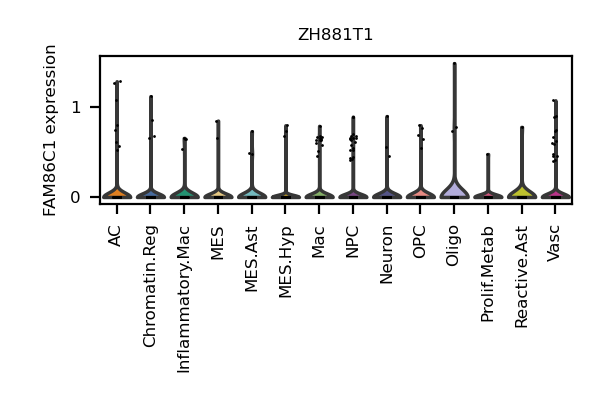 ZH881T1
FAM86C1 expression
1
0
AC
Chromatin.Reg
Inflammatory.Mac
MES
MES.Ast
MES.Hyp
Mac
NPC
Neuron
OPC
Oligo
Prolif.Metab
Reactive.Ast
Vasc